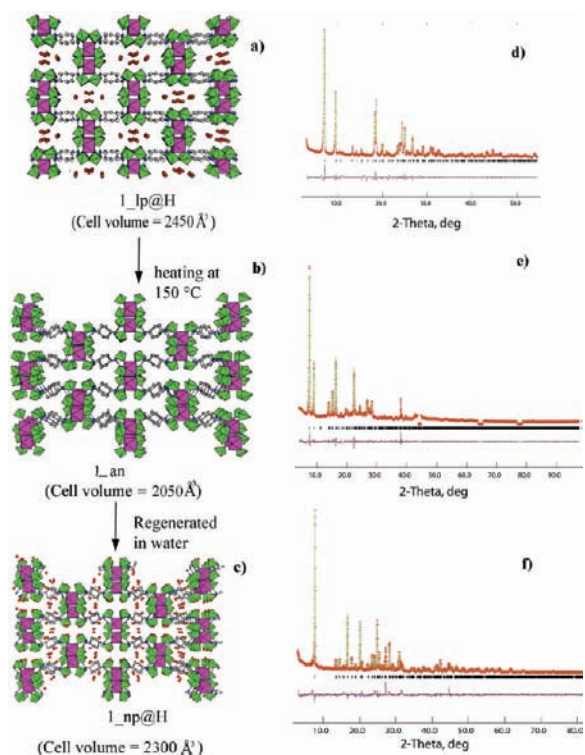 a)
1_lp@H
(Cell volume = 2450 Å³)
heating at
150 °C
b)
1_an
(Cell volume = 2050Å³)
Regenerated
in water
c)
1_np@H
(Cell volume = 2300 Å³)
d)
10.0 20.0 30.0 40.0 50.0
2-Theta, deg
e)
10.0 20.0 30.0 40.0 50.0 60.0 70.0 80.0 90.0
2-Theta, deg
f)
10.0 20.0 30.0 40.0 50.0 60.0 70.0 80.0
2-Theta, deg